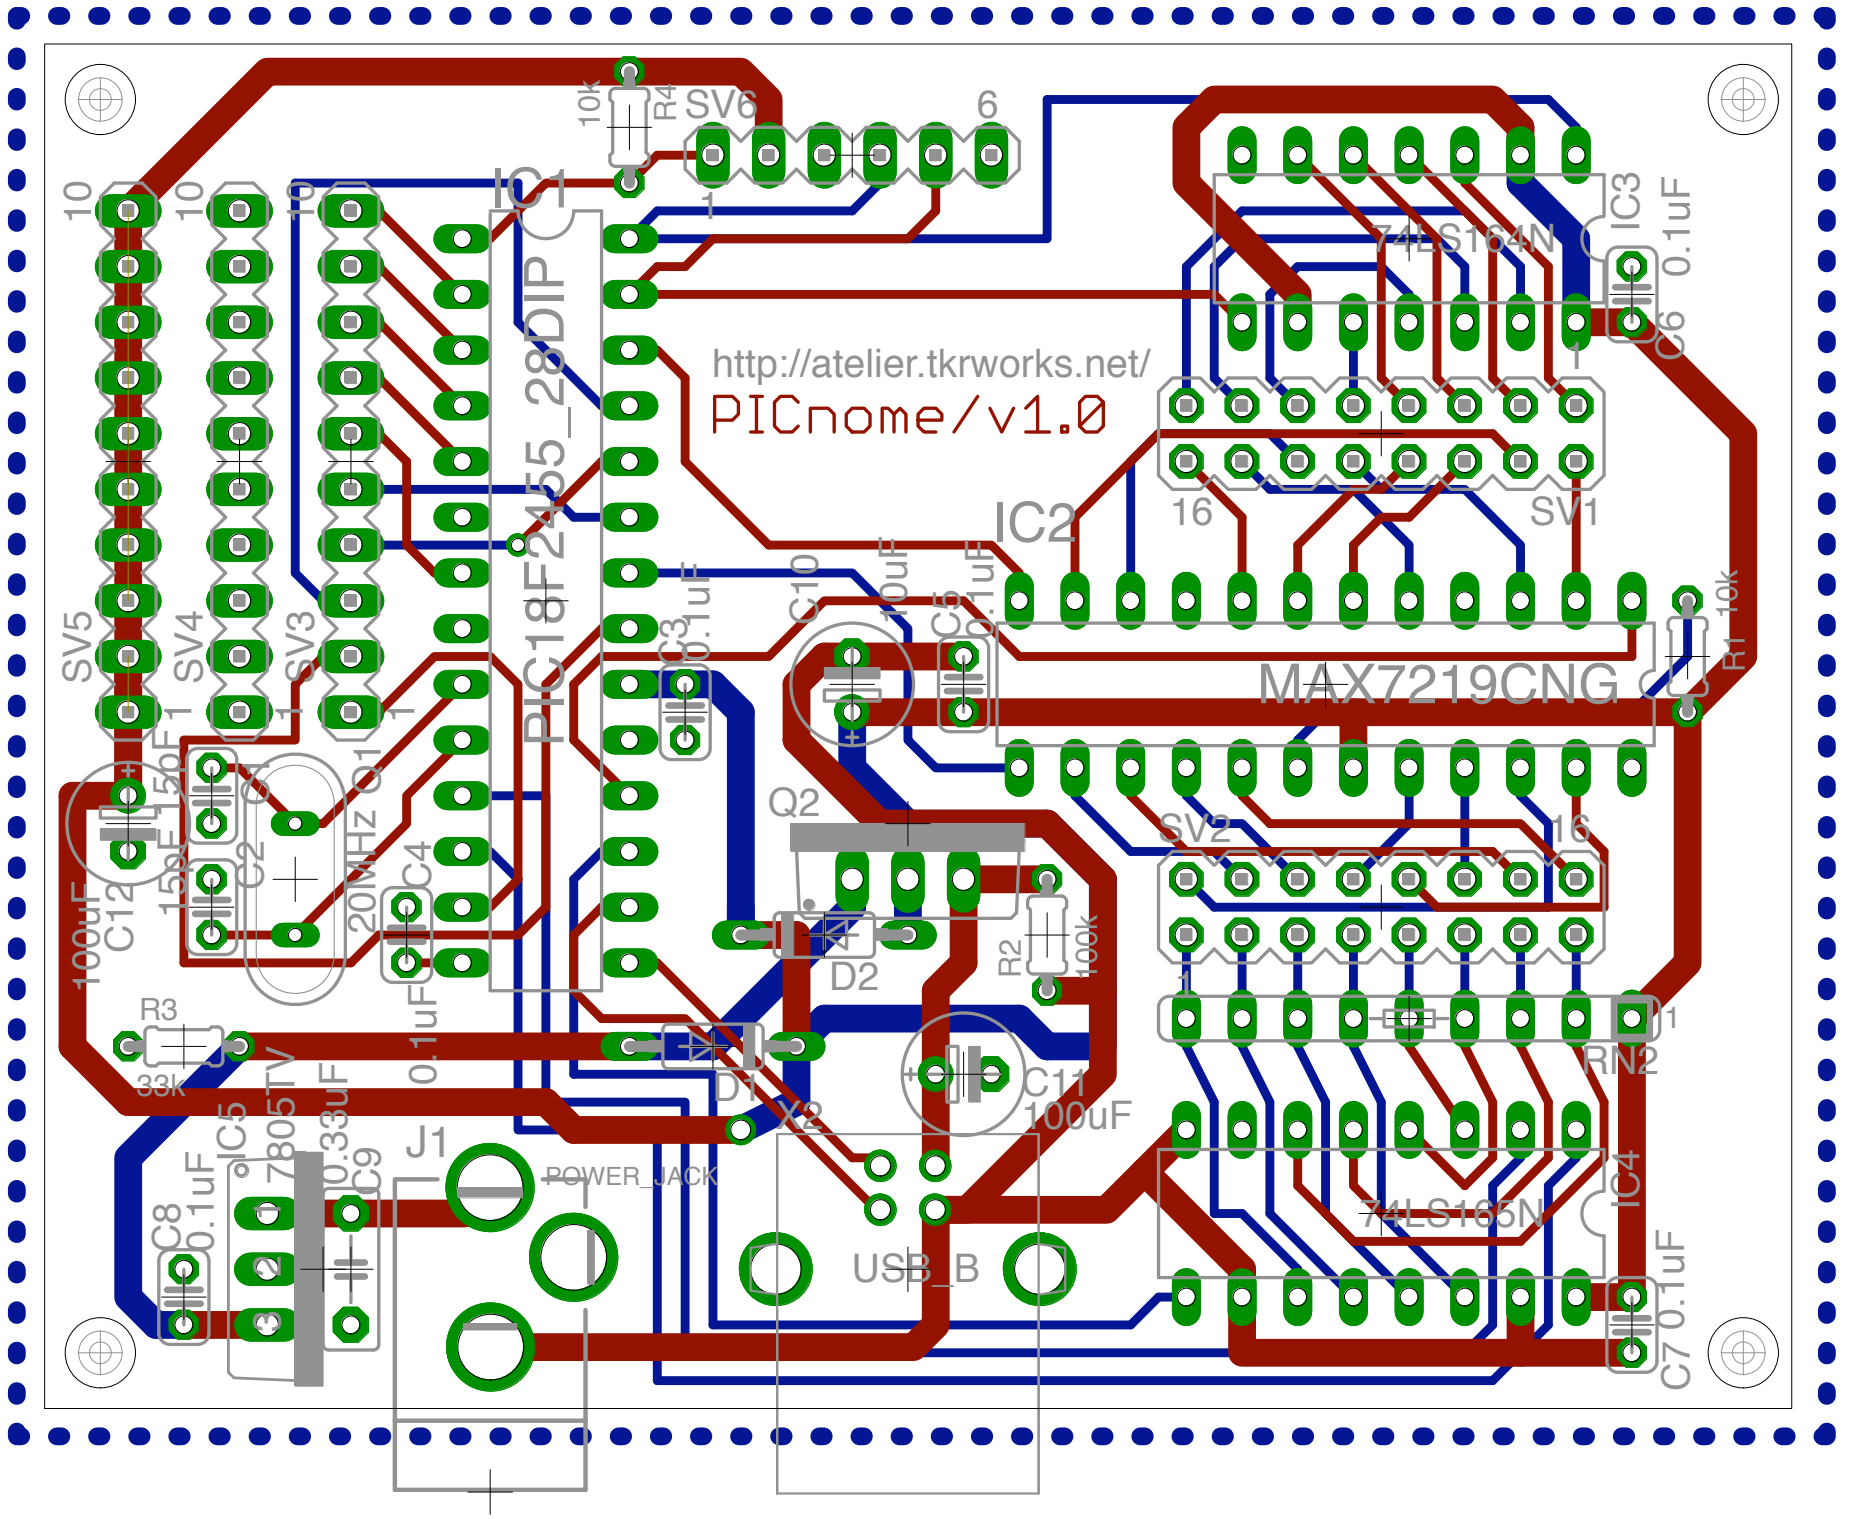 10k
R4
SV6
6
1
IC1
10
10
10
IC3
0.1uF
74LS164N
C6
1
http://atelier.tkrworks.net/
PICnome/v1.0
PIC18F2455_28DIP
16
SV1
IC2
C10
10uF
C5
0.1uF
10k
R1
C3
0.1uF
SV5
SV4
SV3
1
1
1
MAX7219CNG
C1
15pF
Q1
20MHz
C2
15pF
C4
0.1uF
100uF
C12
Q2
SV2
16
1
R2
100k
D2
R3
33k
D1
C11
100uF
1
RN2
IC5
7805TV
0.33uF
C9
J1
POWER_JACK
X2
USB_B
C8
0.1uF
1
2
3
74LS165N
IC4
C7
0.1uF